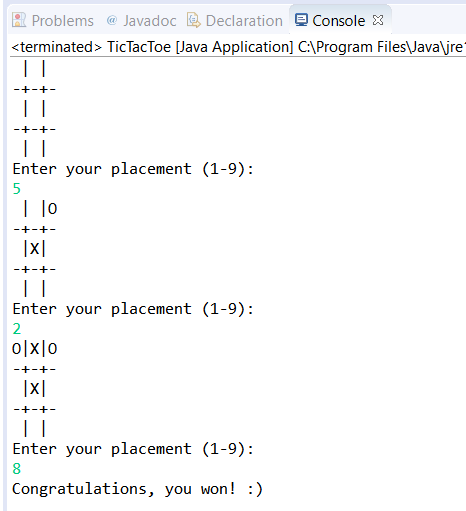 Problems @ Javadoc Declaration Console
<terminated> TicTacToe [Java Application] C:\Program Files\Java\jre
 | |
-+-+-
 | |
-+-+-
 | |
Enter your placement (1-9):
5
 | |O
-+-+-
 |X|
-+-+-
 | |
Enter your placement (1-9):
2
O|X|O
-+-+-
 |X|
-+-+-
 | |
Enter your placement (1-9):
8
Congratulations, you won! :)